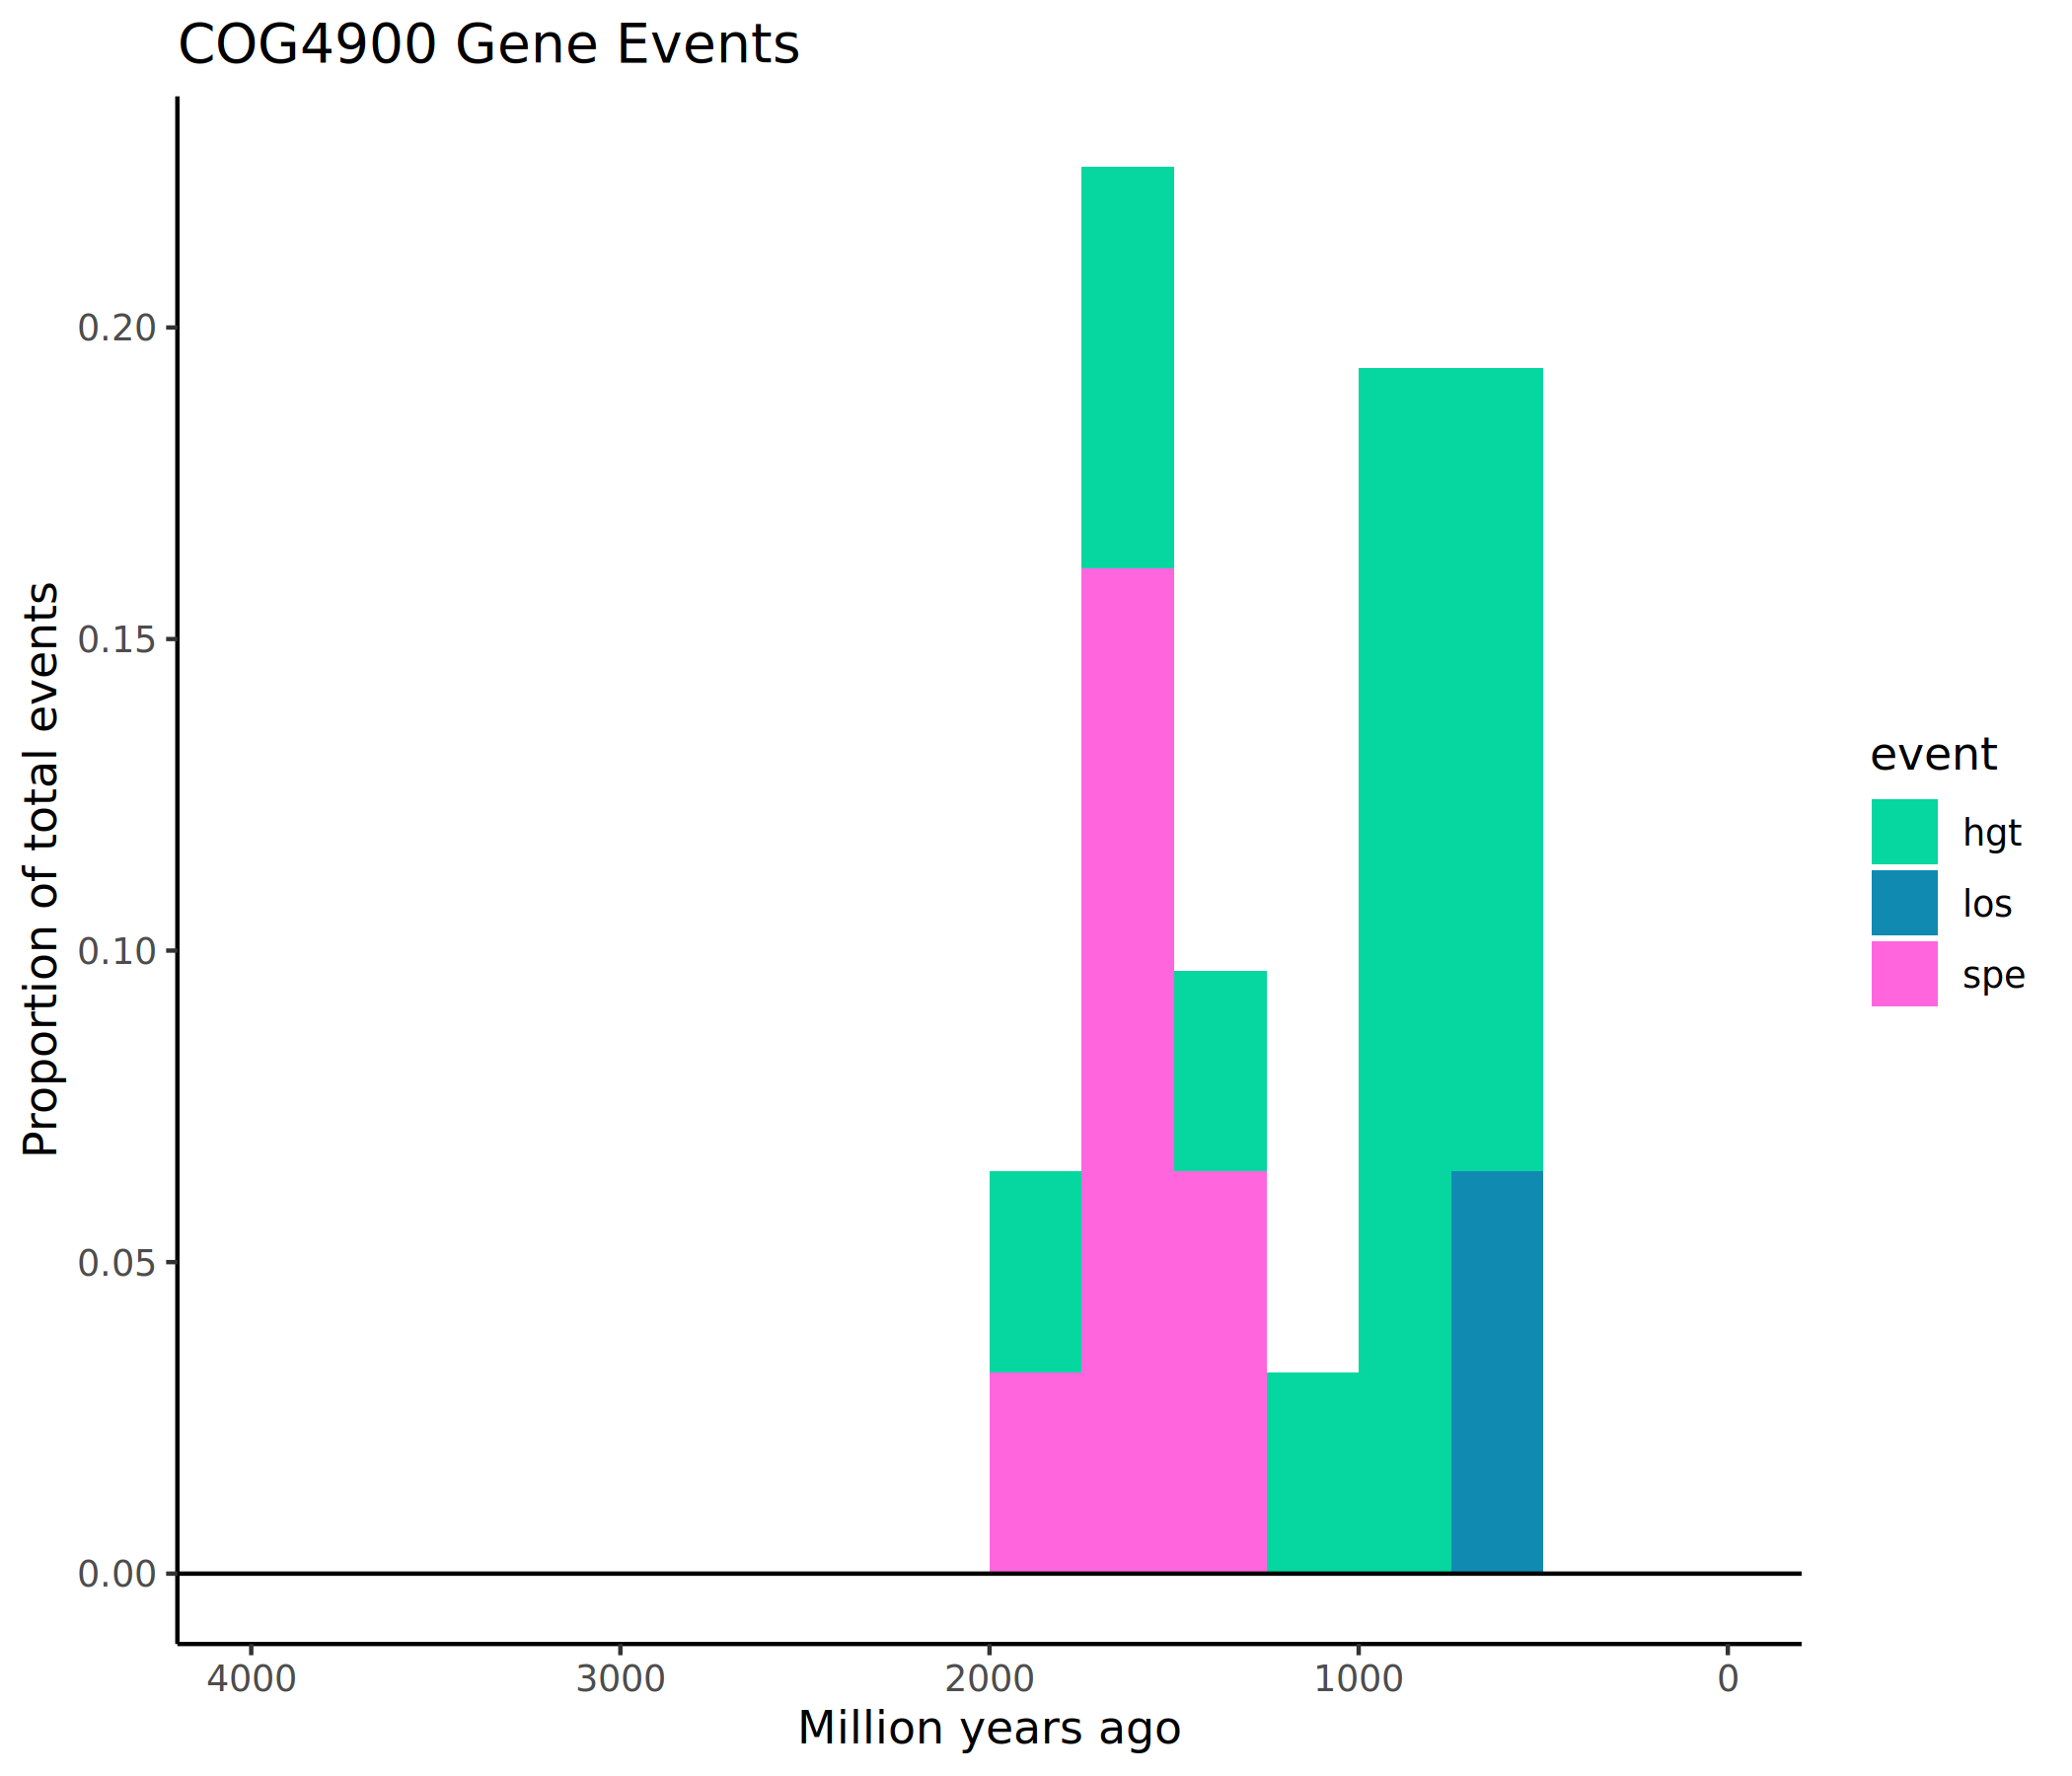 COG4900 Gene Events
Proportion of total events
0.20
0.15
0.10
0.05
0.00
4000 3000 2000 1000 0
Million years ago
event
hgt
los
spe